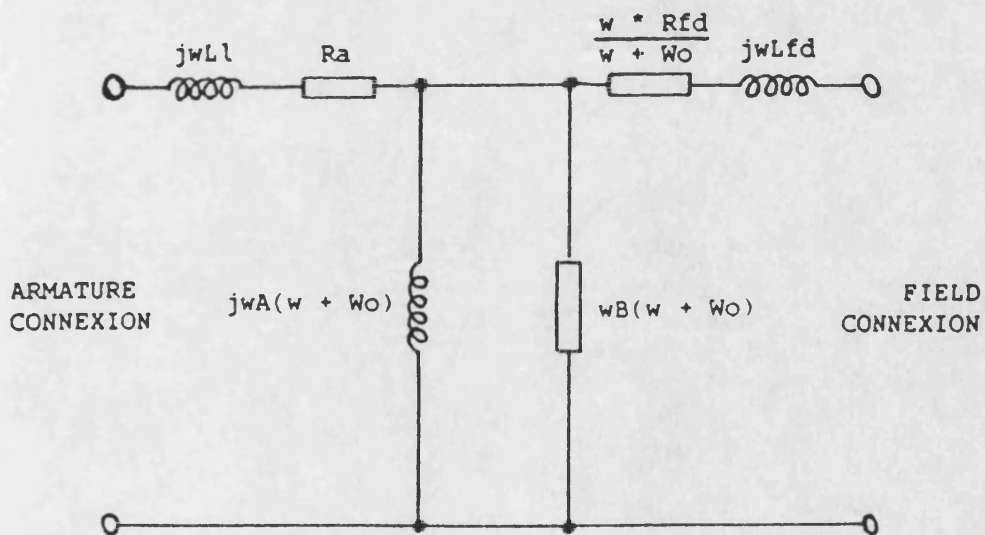 jwLl
Ra
w * Rfd
w + Wo
jwLfd
ARMATURE
CONNEXION
jwA(w + Wo)
wB(w + Wo)
FIELD
CONNEXION